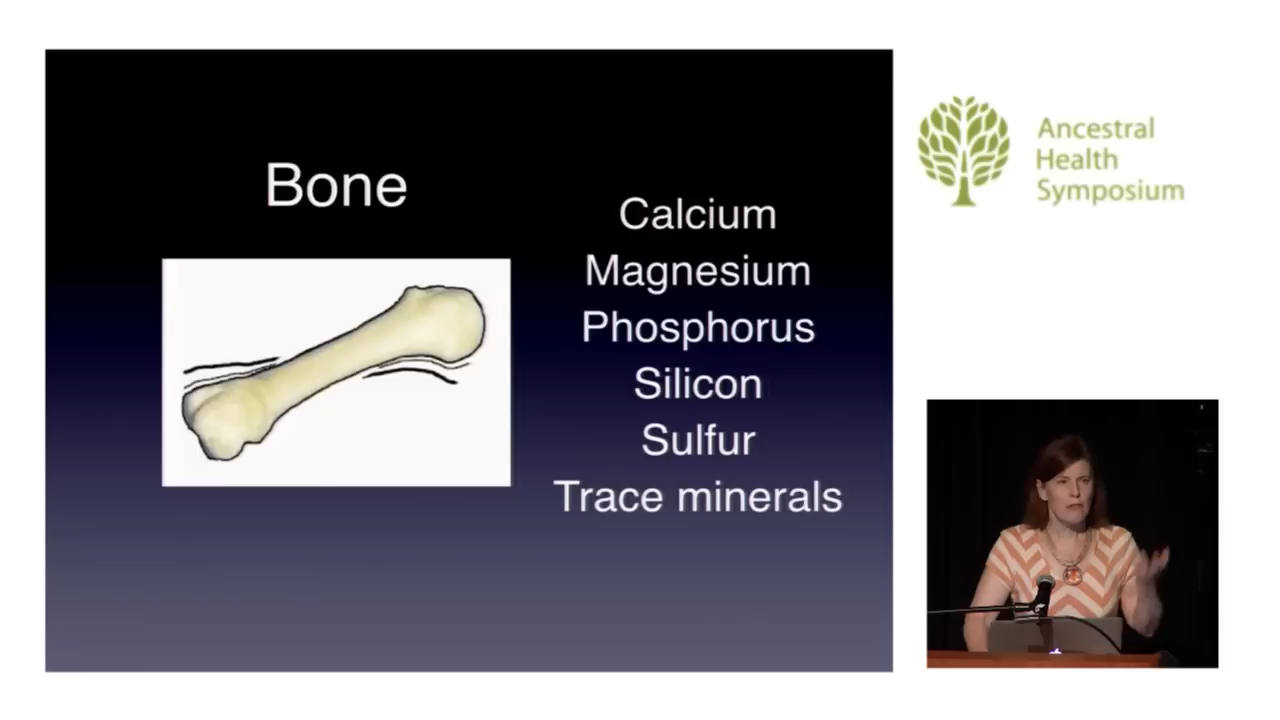 Bone
Calcium
Magnesium
Phosphorus
Silicon
Sulfur
Trace minerals
Ancestral
Health
Symposium